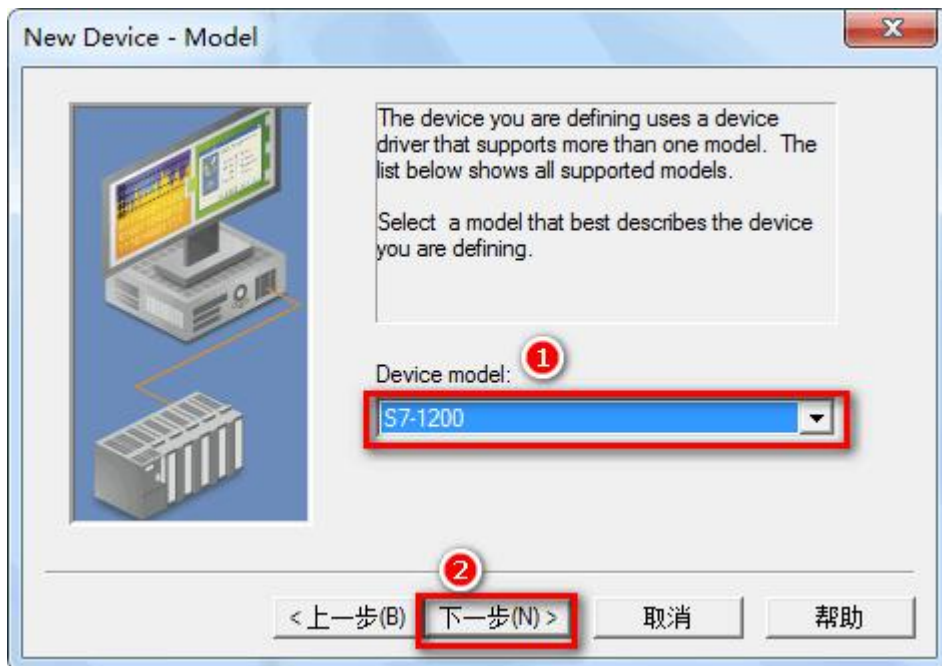 New Device - Model
The device you are defining uses a device
driver that supports more than one model. The
list below shows all supported models.
Select a model that best describes the device
you are defining.
Device model:
1
S7-1200
2
<上一步(B)
下一步(N) >
取消
帮助